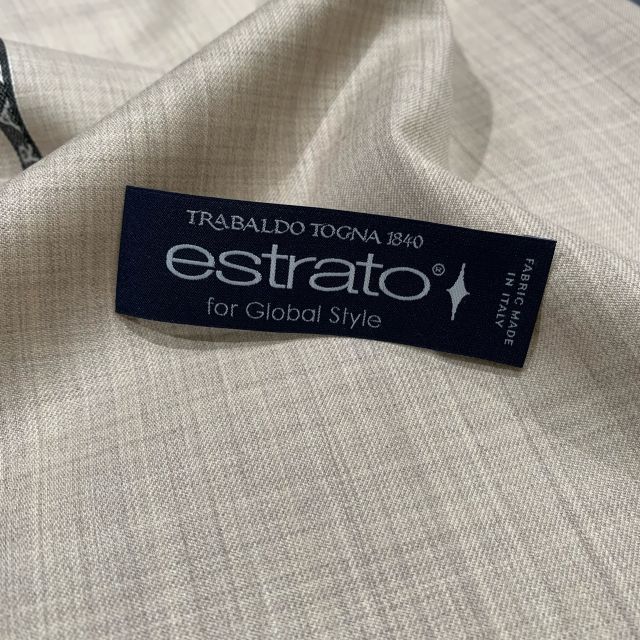 TRABALDO TOGNA 1840
estrato®
for Global Style
FABRIC MADE
IN ITALY